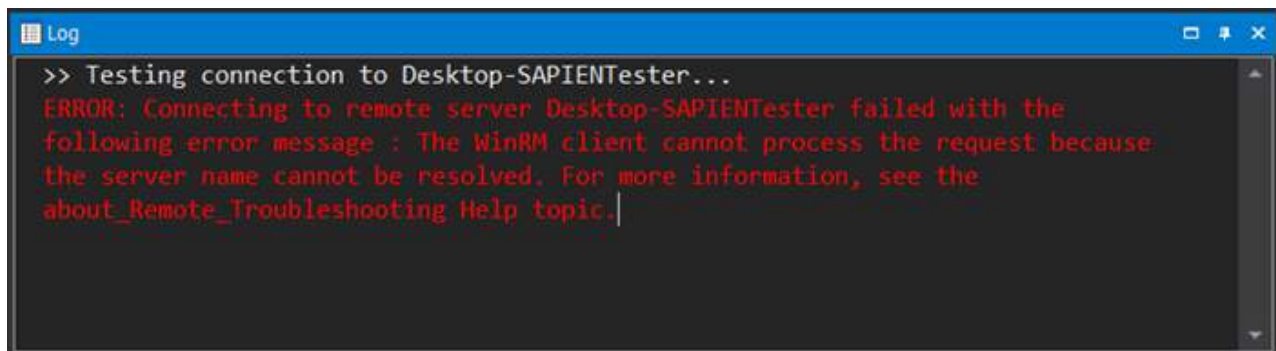 Log
>> Testing connection to Desktop-SAPIENTester...
ERROR: Connecting to remote server Desktop-SAPIENTester failed with the
following error message : The WinRM client cannot process the request because
the server name cannot be resolved. For more information, see the
about_Remote_Troubleshooting Help topic.